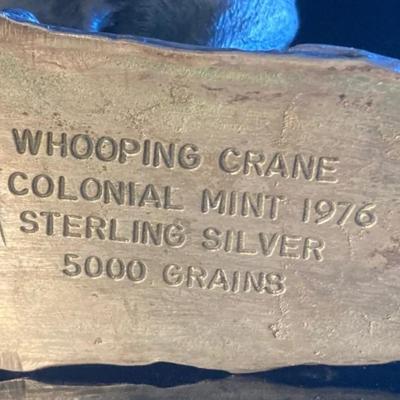 WHOOPING CRANE
COLONIAL MINT 1976
STERLING SILVER
5000 GRAINS